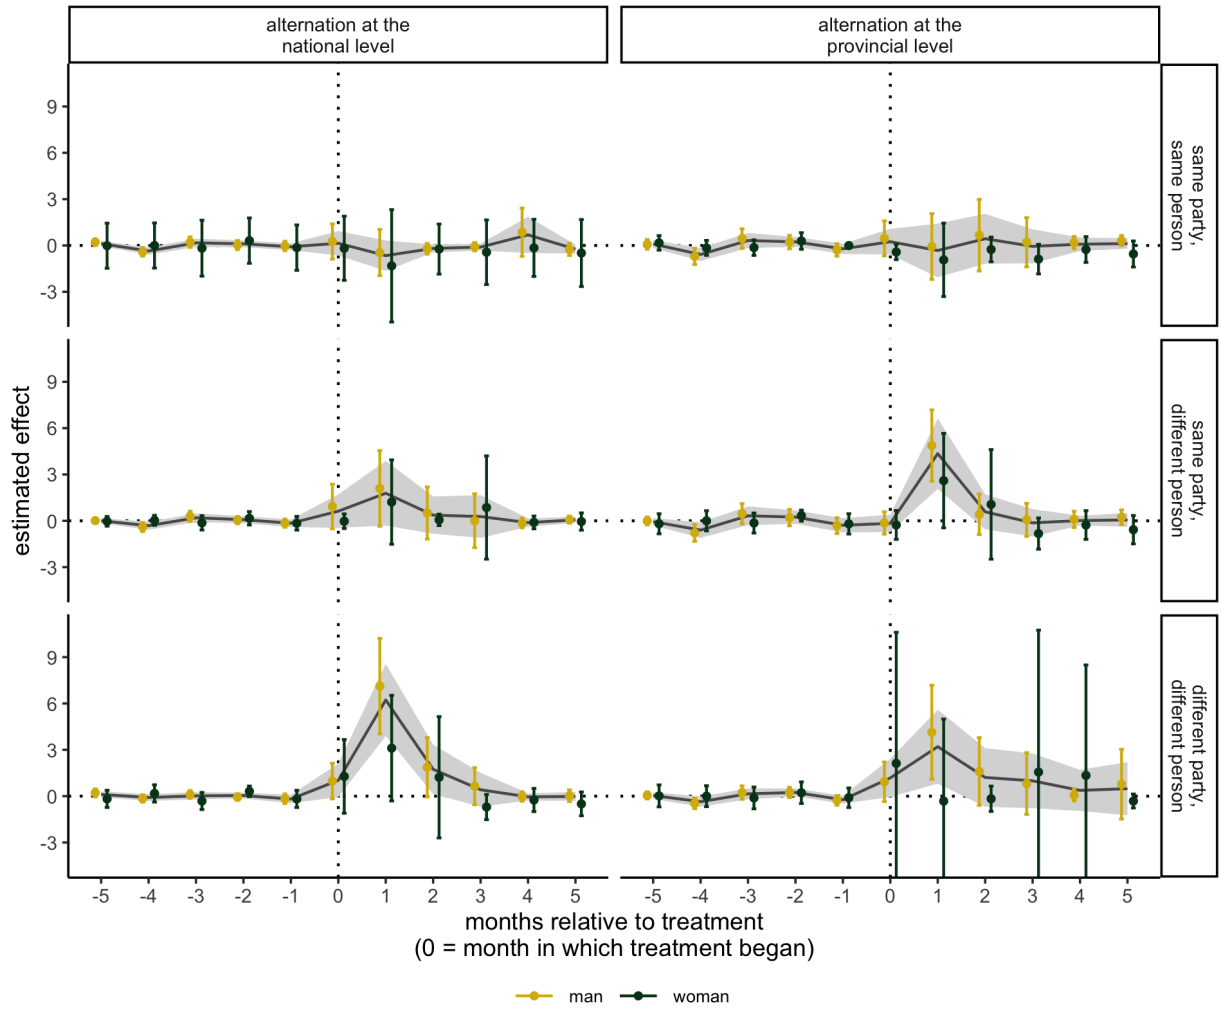 alternation at the
national level
alternation at the
provincial level
9
6
3
0
-3
same party,
same person
estimated effect
9
6
3
0
-3
same party,
different person
9
6
3
0
-3
different party,
different person
-5 -4 -3 -2 -1 0 1 2 3 4 5
-5 -4 -3 -2 -1 0 1 2 3 4 5
months relative to treatment
(0 = month in which treatment began)
man woman